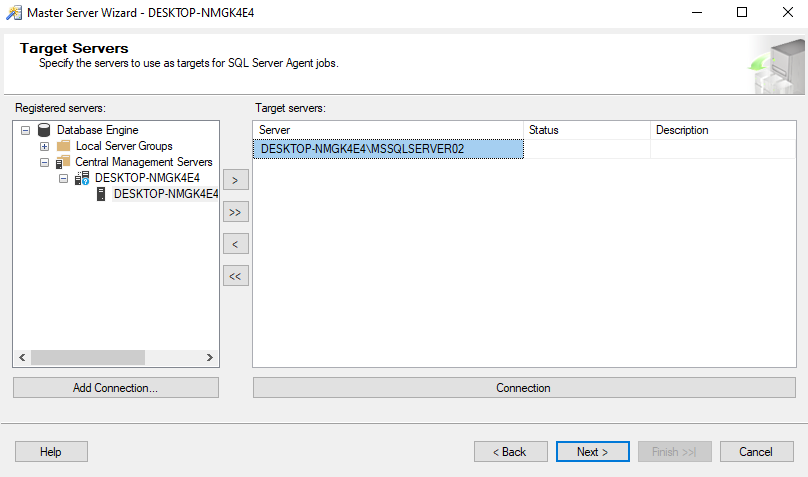 Master Server Wizard - DESKTOP-NMGK4E4
Target Servers
Specify the servers to use as targets for SQL Server Agent jobs.
Registered servers:
Database Engine
Local Server Groups
Central Management Servers
DESKTOP-NMGK4E4
DESKTOP-NMGK4E4
Add Connection...
>
>>
<
<<
Target servers:
Server Status Description
DESKTOP-NMGK4E4\MSSQLSERVER02
Connection
Help < Back Next > Finish >>| Cancel